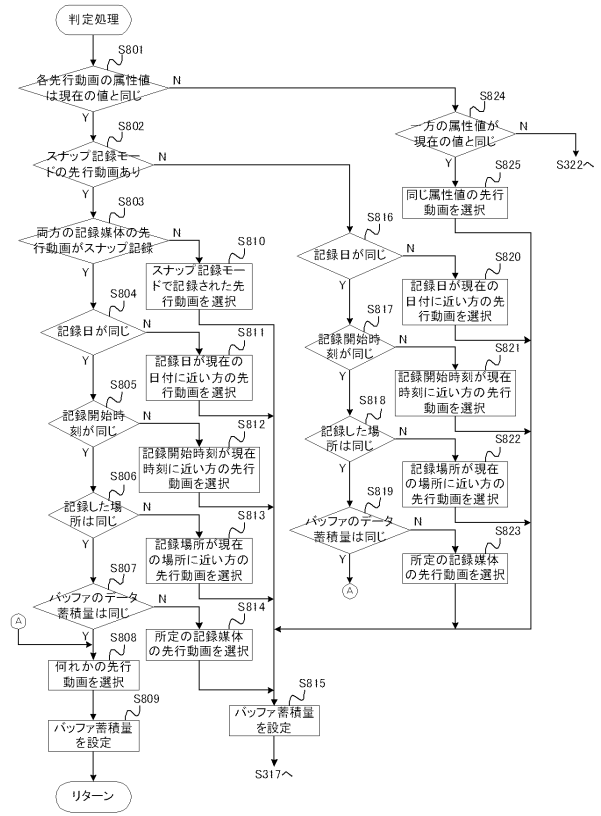 判定処理
S801
各先行動画の属性値
は現在の値と同じ
N
Y
S802
スナップ記録モー
ドの先行動画あり
N
Y
S803
両方の記録媒体の先
行動画がスナップ記録
N
Y
S810
スナップ記録モー
ドで記録された先
行動画を選択
S804
記録日が同じ
N
Y
S811
記録日が現在の
日付に近い方の先
行動画を選択
S805
記録開始時
刻が同じ
N
Y
S812
記録開始時刻が現在
時刻に近い方の先行
動画を選択
S806
記録した場
所は同じ
N
Y
S813
記録場所が現在
の場所に近い方の
先行動画を選択
S807
バッファのデータ
蓄積量は同じ
N
Y
S814
所定の記録媒体
の先行動画を選択
A
S808
何れかの先行
動画を選択
S809
バッファ蓄積量
を設定
リターン
S815
バッファ蓄積量
を設定
S317へ
S824
一方の属性値が
現在の値と同じ
N
Y
S322へ
S825
同じ属性値の先行
動画を選択
S816
記録日が同じ
N
Y
S820
記録日が現在の
日付に近い方の先
行動画を選択
S817
記録開始時
刻が同じ
N
Y
S821
記録開始時刻が現在
時刻に近い方の先行
動画を選択
S818
記録した場
所は同じ
N
Y
S822
記録場所が現在
の場所に近い方の
先行動画を選択
S819
バッファのデータ
蓄積量は同じ
N
Y
S823
所定の記録媒体
の先行動画を選択
A